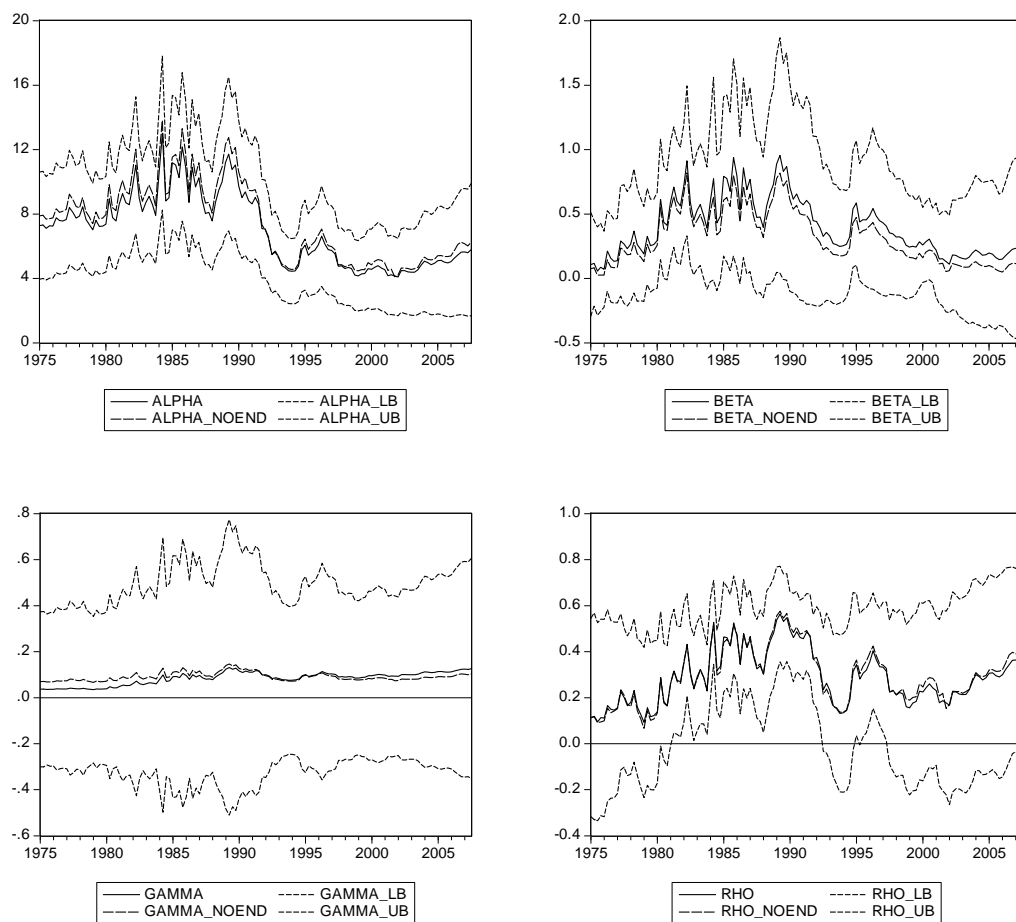 20
16
12
8
4
0
1975 1980 1985 1990 1995 2000 2005
ALPHA ALPHA_LB
ALPHA_NOEND ALPHA_UB
2.0
1.5
1.0
0.5
0.0
-0.5
1975 1980 1985 1990 1995 2000 2005
BETA BETA_LB
BETA_NOEND BETA_UB
.8
.6
.4
.2
.0
-.2
-.4
-.6
1975 1980 1985 1990 1995 2000 2005
GAMMA GAMMA_LB
GAMMA_NOEND GAMMA_UB
1.0
0.8
0.6
0.4
0.2
0.0
-0.2
-0.4
1975 1980 1985 1990 1995 2000 2005
RHO RHO_LB
RHO_NOEND RHO_UB